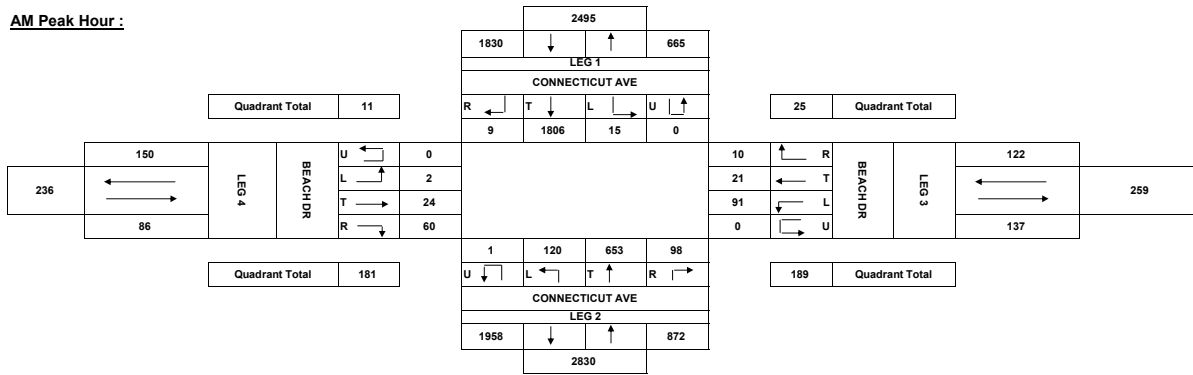 AM Peak Hour :
2495
1830 665
LEG 1
CONNECTICUT AVE
Quadrant Total 11
R T L U
25 Quadrant Total
9 1806 15 0
150 U 0
10 R 122
236
LEG 4
BEACH DR
L 2
21 T
BEACH DR
LEG 3
259
T 24
91 L
86 R 60
0 U 137
1 120 653 98
Quadrant Total 181
U L T R
189 Quadrant Total
CONNECTICUT AVE
LEG 2
1958 872
2830